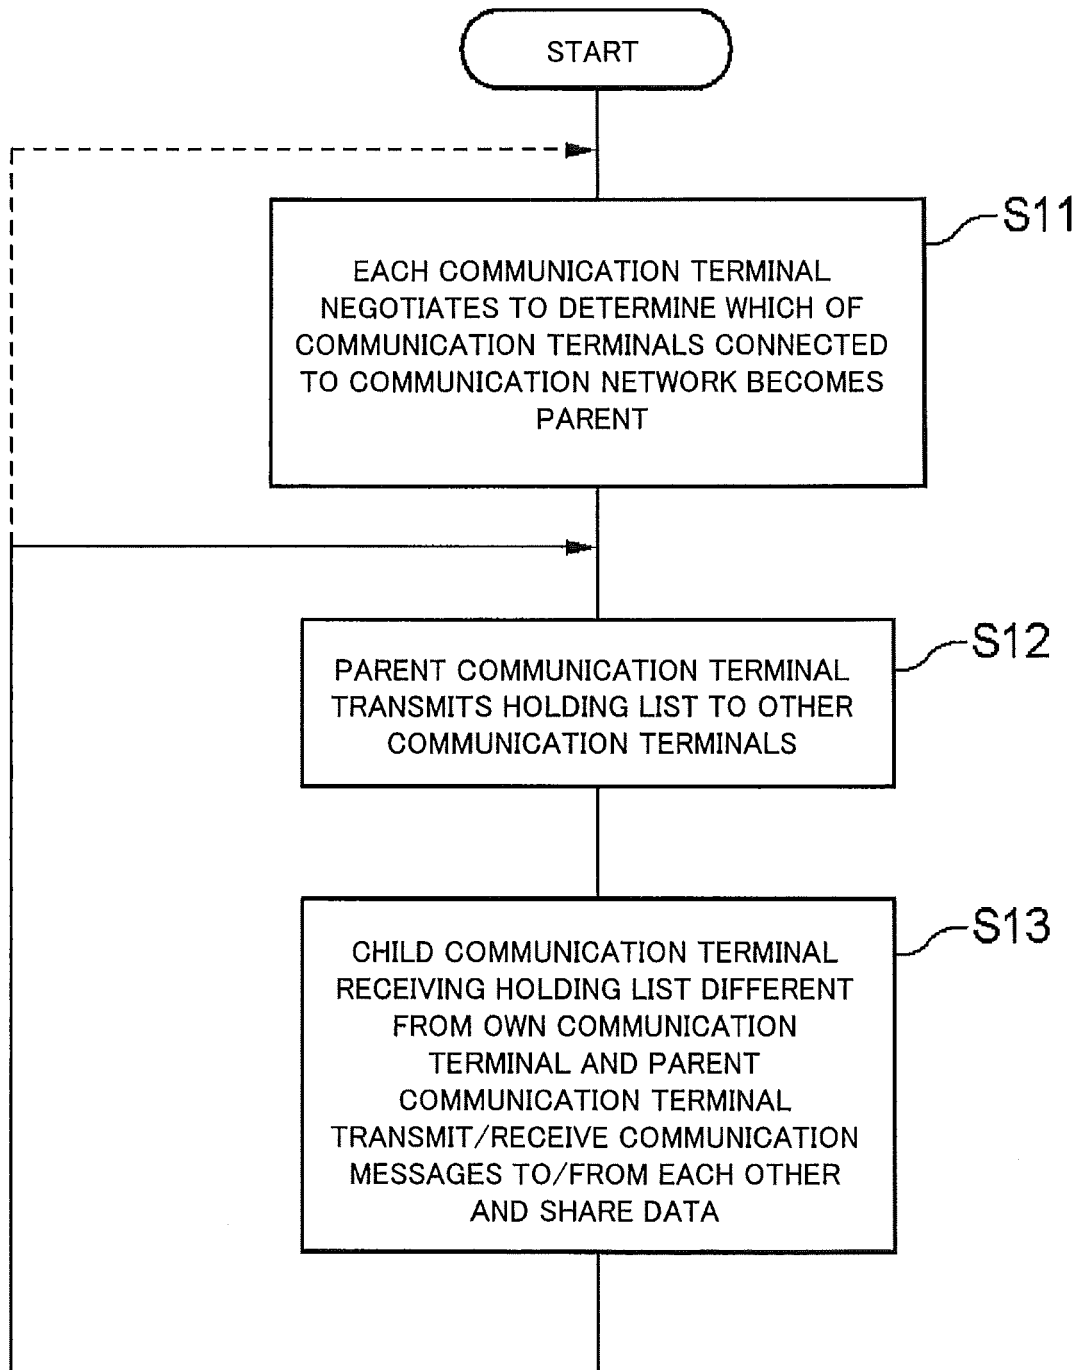 START
S11
EACH COMMUNICATION TERMINAL
NEGOTIATES TO DETERMINE WHICH OF
COMMUNICATION TERMINALS CONNECTED
TO COMMUNICATION NETWORK BECOMES
PARENT
S12
PARENT COMMUNICATION TERMINAL
TRANSMITS HOLDING LIST TO OTHER
COMMUNICATION TERMINALS
S13
CHILD COMMUNICATION TERMINAL
RECEIVING HOLDING LIST DIFFERENT
FROM OWN COMMUNICATION
TERMINAL AND PARENT
COMMUNICATION TERMINAL
TRANSMIT/RECEIVE COMMUNICATION
MESSAGES TO/FROM EACH OTHER
AND SHARE DATA